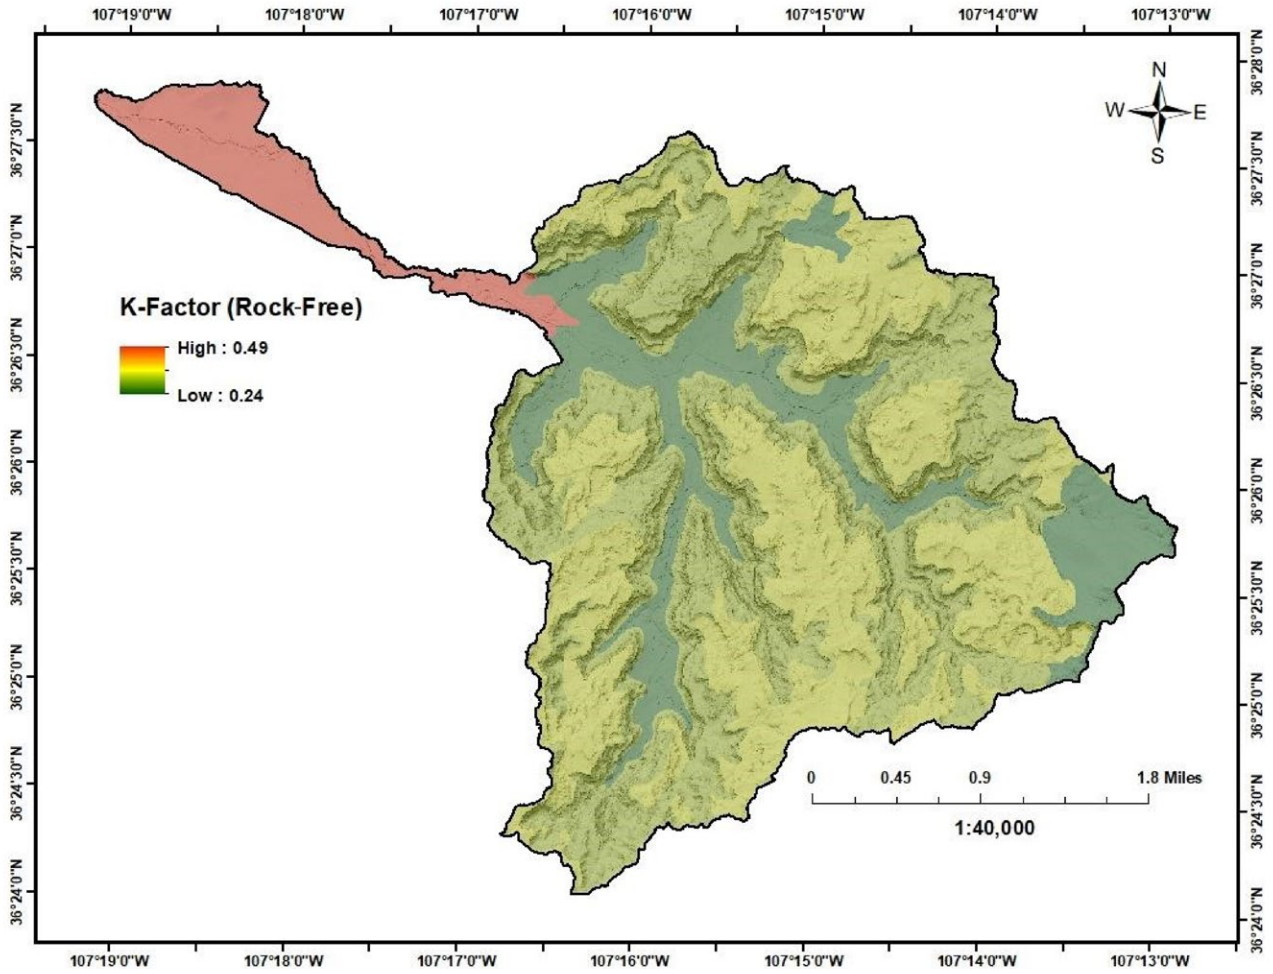 107°19'0"W 107°18'0"W 107°17'0"W 107°16'0"W 107°15'0"W 107°14'0"W 107°13'0"W
N
W E
S
36°27'30"N
36°27'0"N
36°26'30"N
36°26'0"N
36°25'30"N
36°25'0"N
36°24'30"N
36°24'0"N
K-Factor (Rock-Free)
High : 0.49
Low : 0.24
36°28'0"N
36°27'30"N
36°27'0"N
36°26'30"N
36°26'0"N
36°25'30"N
36°25'0"N
36°24'30"N
36°24'0"N
0 0.45 0.9 1.8 Miles
1:40,000
107°19'0"W 107°18'0"W 107°17'0"W 107°16'0"W 107°15'0"W 107°14'0"W 107°13'0"W